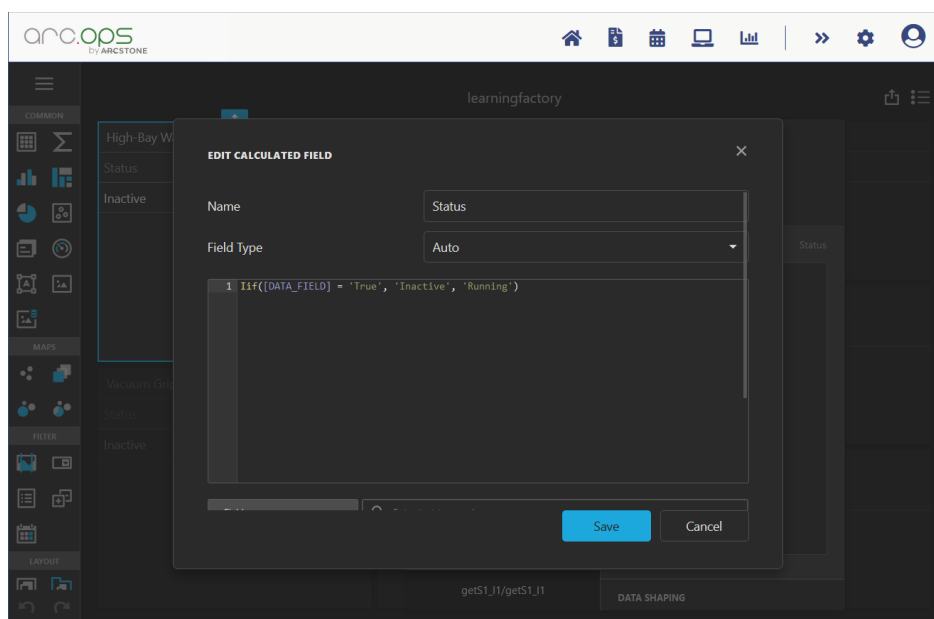 arc.ops
by ARCSTONE
learningfactory
COMMON
High-Bay W
Status
Inactive
EDIT CALCULATED FIELD
Name
Status
Field Type
Auto
Status
1 Iif([DATA_FIELD] = 'True', 'Inactive', 'Running')
MAPS
Vacuum Grip
Status
FILTER
Inactive
Save
Cancel
LAYOUT
getS1_I1/getS1_I1
DATA SHAPING